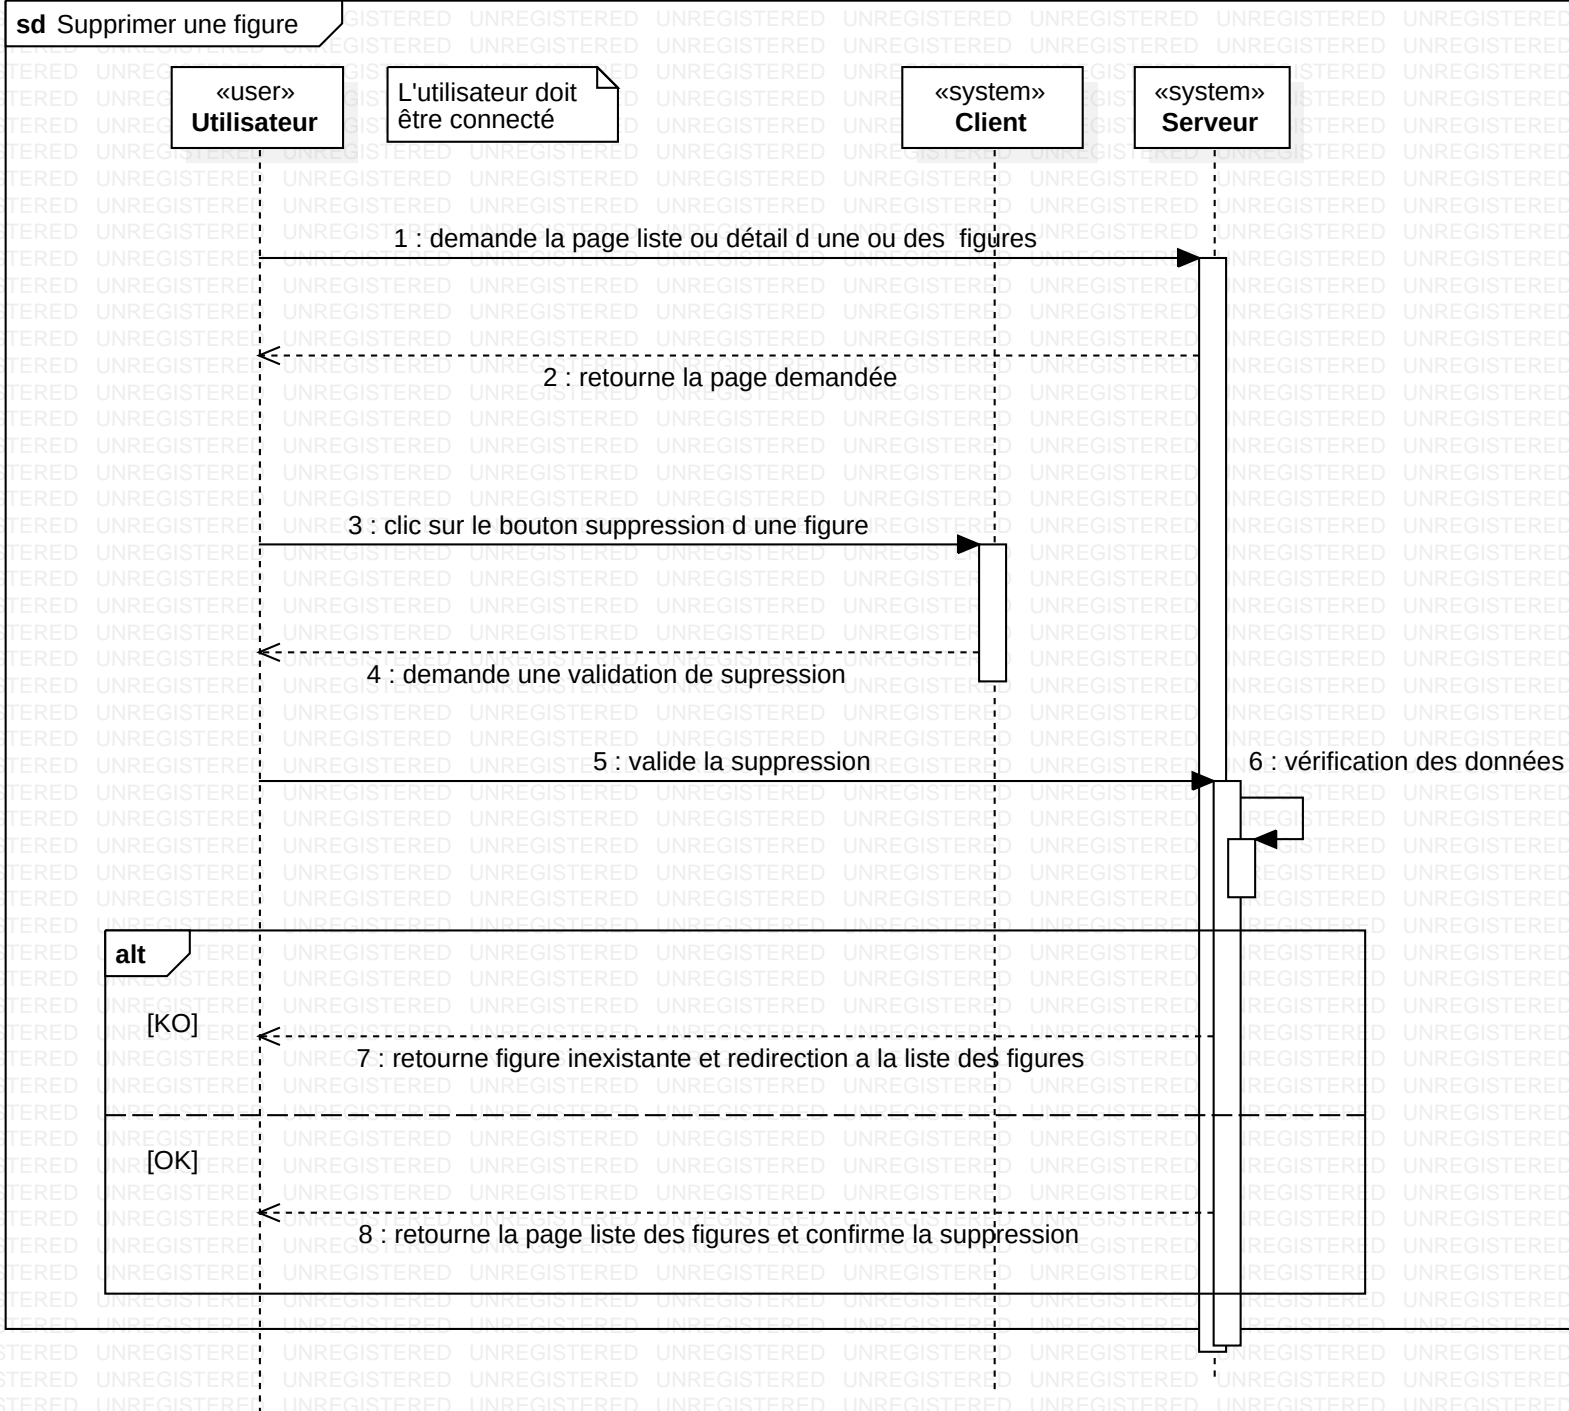 sd Supprimer une figure
«user»
Utilisateur
L'utilisateur doit
être connecté
«system»
Client
«system»
Serveur
1 : demande la page liste ou détail d une ou des  figures
2 : retourne la page demandée
3 : clic sur le bouton suppression d une figure
4 : demande une validation de supression
5 : valide la suppression
6 : vérification des données
alt
[KO]
7 : retourne figure inexistante et redirection a la liste des figures
[OK]
8 : retourne la page liste des figures et confirme la suppression
UNREGISTERED